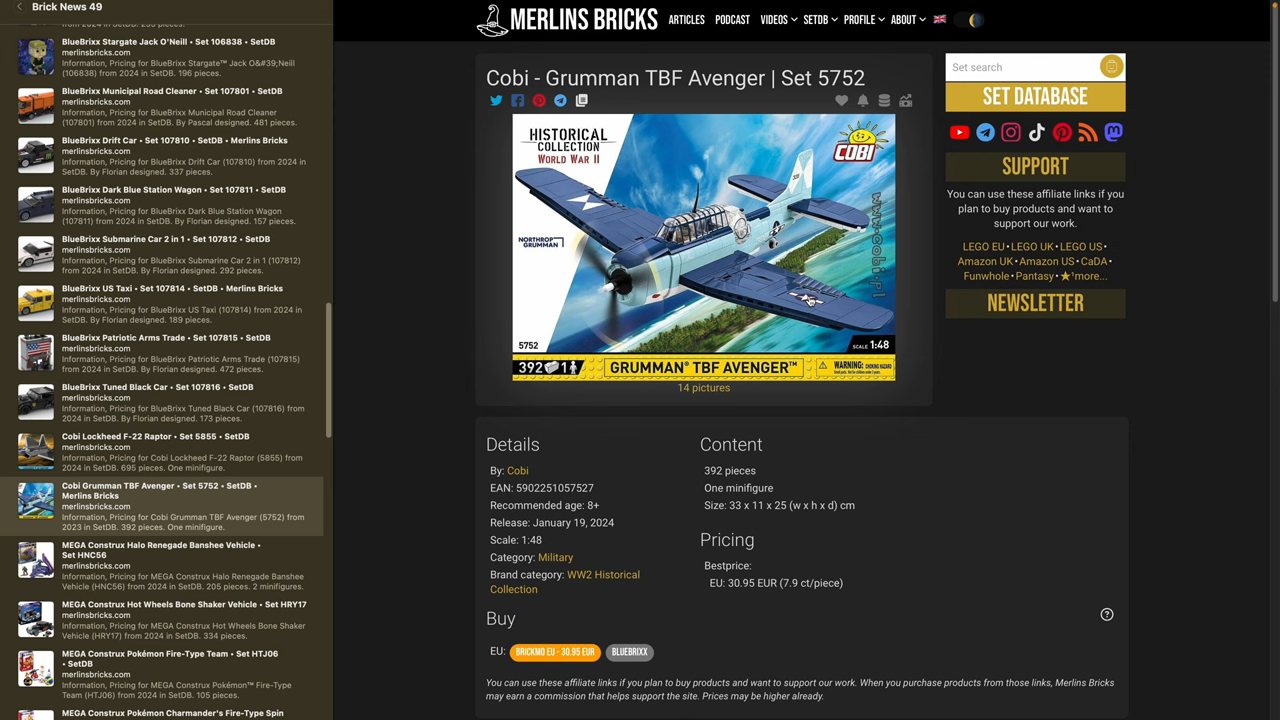 Brick News 49
BlueBrixx Stargate Jack O'Neill • Set 106838 • SetDB
merlinsbricks.com
Information, Pricing for BlueBrixx Stargate™ Jack O&#39;Neill
(106838) from 2024 in SetDB. 196 pieces.
BlueBrixx Municipal Road Cleaner • Set 107801 • SetDB
merlinsbricks.com
Information, Pricing for BlueBrixx Municipal Road Cleaner
(107801) from 2024 in SetDB. By Pascal designed. 481 pieces.
BlueBrixx Drift Car • Set 107810 • SetDB • Merlins Bricks
merlinsbricks.com
Information, Pricing for BlueBrixx Drift Car (107810) from 2024 in
SetDB. By Florian designed. 337 pieces.
BlueBrixx Dark Blue Station Wagon • Set 107811 • SetDB
merlinsbricks.com
Information, Pricing for BlueBrixx Dark Blue Station Wagon
(107811) from 2024 in SetDB. By Florian designed. 157 pieces.
BlueBrixx Submarine Car 2 in 1 • Set 107812 • SetDB
merlinsbricks.com
Information, Pricing for BlueBrixx Submarine Car 2 in 1 (107812)
from 2024 in SetDB. By Florian designed. 292 pieces.
BlueBrixx US Taxi • Set 107814 • SetDB • Merlins Bricks
merlinsbricks.com
Information, Pricing for BlueBrixx US Taxi (107814) from 2024 in
SetDB. By Florian designed. 189 pieces.
BlueBrixx Patriotic Arms Trade • Set 107815 • SetDB
merlinsbricks.com
Information, Pricing for BlueBrixx Patriotic Arms Trade (107815)
from 2024 in SetDB. By Florian designed. 472 pieces.
BlueBrixx Tuned Black Car • Set 107816 • SetDB
merlinsbricks.com
Information, Pricing for BlueBrixx Tuned Black Car (107816) from
2024 in SetDB. By Florian designed. 173 pieces.
Cobi Lockheed F-22 Raptor • Set 5855 • SetDB
merlinsbricks.com
Information, Pricing for Cobi Lockheed F-22 Raptor (5855) from
2024 in SetDB. 695 pieces. One minifigure.
Cobi Grumman TBF Avenger • Set 5752 • SetDB •
Merlins Bricks
merlinsbricks.com
Information, Pricing for Cobi Grumman TBF Avenger (5752) from
2023 in SetDB. 392 pieces. One minifigure.
MEGA Construx Halo Renegade Banshee Vehicle •
Set HNC56
merlinsbricks.com
Information, Pricing for MEGA Construx Halo Renegade Banshee
Vehicle (HNC56) from 2024 in SetDB. 205 pieces. 2 minifigures.
MEGA Construx Hot Wheels Bone Shaker Vehicle • Set HRY17
merlinsbricks.com
Information, Pricing for MEGA Construx Hot Wheels Bone Shaker
Vehicle (HRY17) from 2024 in SetDB. 334 pieces.
MEGA Construx Pokémon Fire-Type Team • Set HTJ06
• SetDB
merlinsbricks.com
Information, Pricing for MEGA Construx Pokémon™ Fire-Type
Team (HTJ06) from 2024 in SetDB. 105 pieces.
MEGA Construx Pokémon Charmander's Fire-Type Spin
MERLINS BRICKS
ARTICLES PODCAST VIDEOS SETDB PROFILE ABOUT
Cobi - Grumman TBF Avenger | Set 5752
HISTORICAL
COLLECTION
WORLD WAR II
COBI
NORTHROP
GRUMMAN
www.cobi.pl
5752
SCALE 1:48
392 1 GRUMMAN® TBF AVENGER™ WARNING: CHOKING HAZARD
14 pictures
Details
By: Cobi
EAN: 5902251057527
Recommended age: 8+
Release: January 19, 2024
Scale: 1:48
Category: Military
Brand category: WW2 Historical
Collection
Content
392 pieces
One minifigure
Size: 33 x 11 x 25 (w x h x d) cm
Pricing
Bestprice:
EU: 30.95 EUR (7.9 ct/piece)
Buy
EU: BRICKMO EU - 30.95 EUR BLUEBRIXX
You can use these affiliate links if you plan to buy products and want to support our work. When you purchase products from those links, Merlins Bricks
may earn a commission that helps support the site. Prices may be higher already.
Set search
SET DATABASE
SUPPORT
You can use these affiliate links if you
plan to buy products and want to
support our work.
LEGO EU • LEGO UK • LEGO US •
Amazon UK • Amazon US • CaDA •
Funwhole • Pantasy • ★¹more...
NEWSLETTER